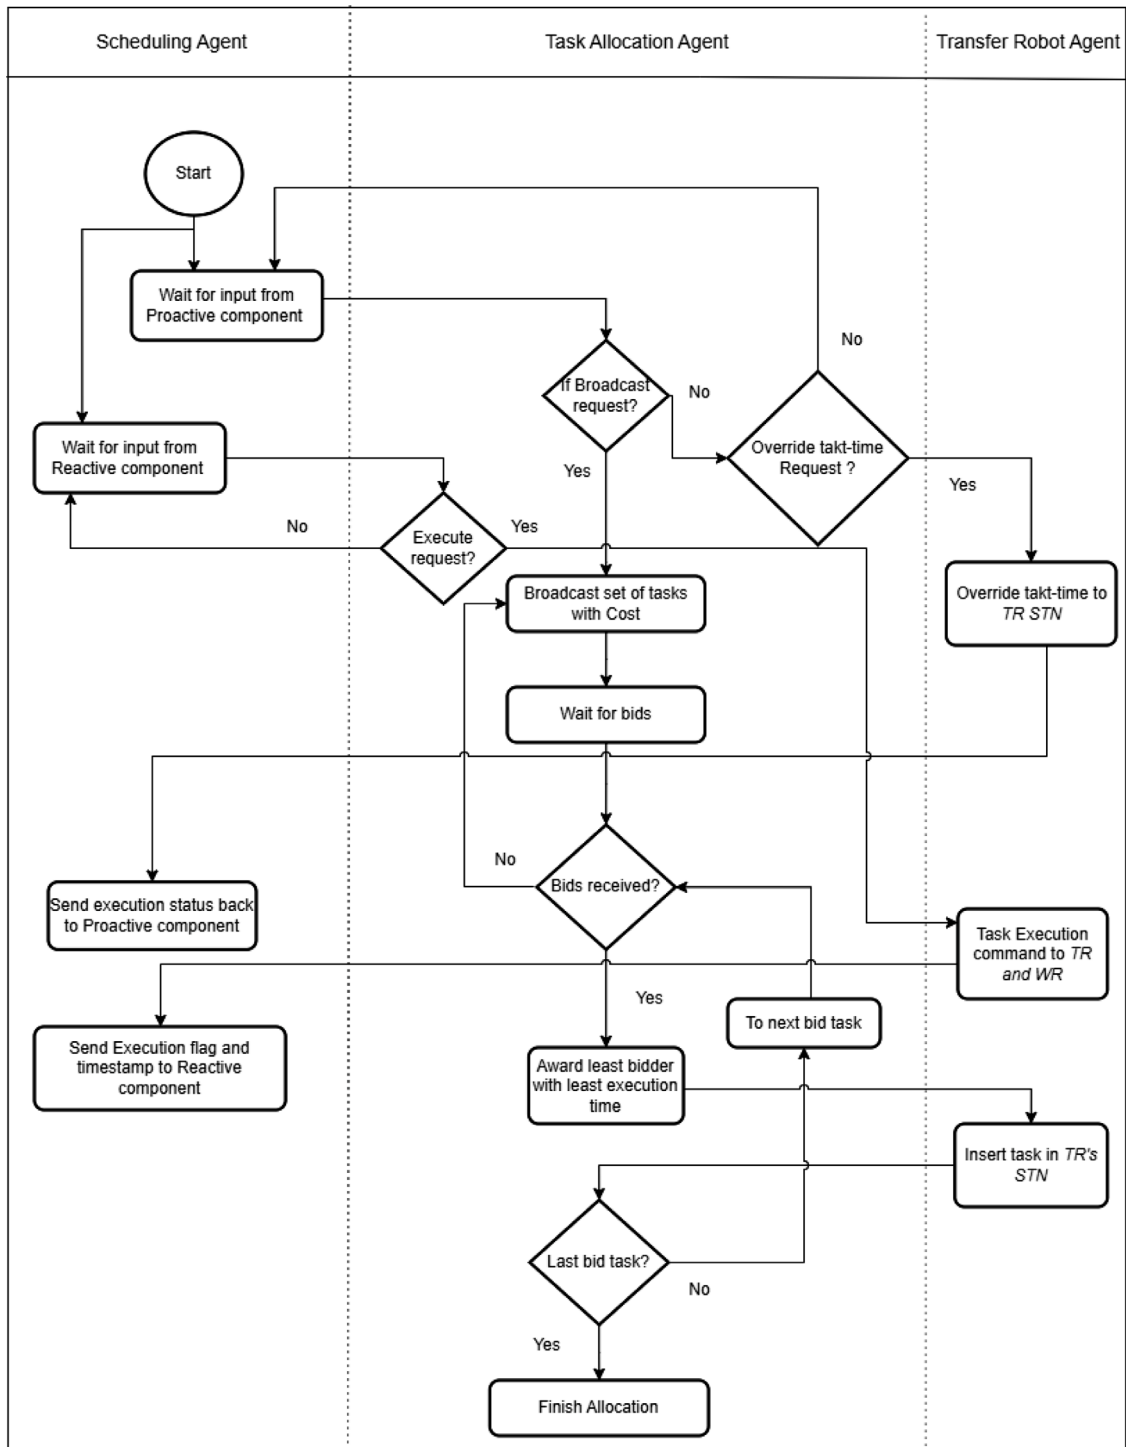 Scheduling Agent
Task Allocation Agent
Transfer Robot Agent
Start
Wait for input from
Proactive component
No
If Broadcast
request?
No
Override takt-time
Request ?
Wait for input from
Reactive component
Yes
Yes
No
Yes
Execute
request?
Broadcast set of tasks
with Cost
Override takt-time to
TR STN
Wait for bids
No
Bids received?
Send execution status back
to Proactive component
Task Execution
command to TR
and WR
Yes
To next bid task
Send Execution flag and
timestamp to Reactive
component
Award least bidder
with least execution
time
Insert task in TR's
STN
Last bid task?
No
Yes
Finish Allocation